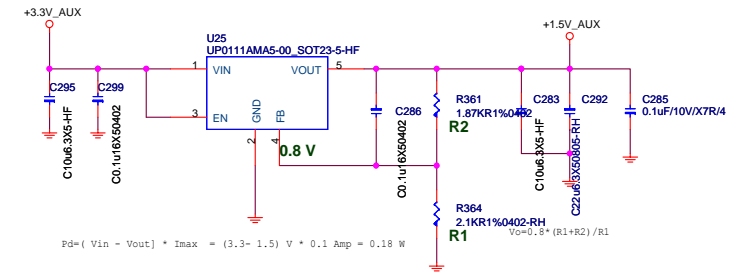 +3.3V_AUX
+1.5V_AUX
U25
UP0111AMA5-00_SOT23-5-HF
1
VIN
VOUT
5
3
EN
GND
FB
2
4
0.8 V
C295
C10u6.3X5-HF
C299
C0.1u16X50402
C286
C0.1u16X50402
R361
1.87KR1%0402
R2
C283
C10u6.3X5-HF
C292
C22u6.3X50805-RH
C285
0.1uF/10V/X7R/4
R364
2.1KR1%0402-RH
R1
Vo=0.8*(R1+R2)/R1
Pd=( Vin - Vout] * Imax = (3.3- 1.5) V * 0.1 Amp = 0.18 W